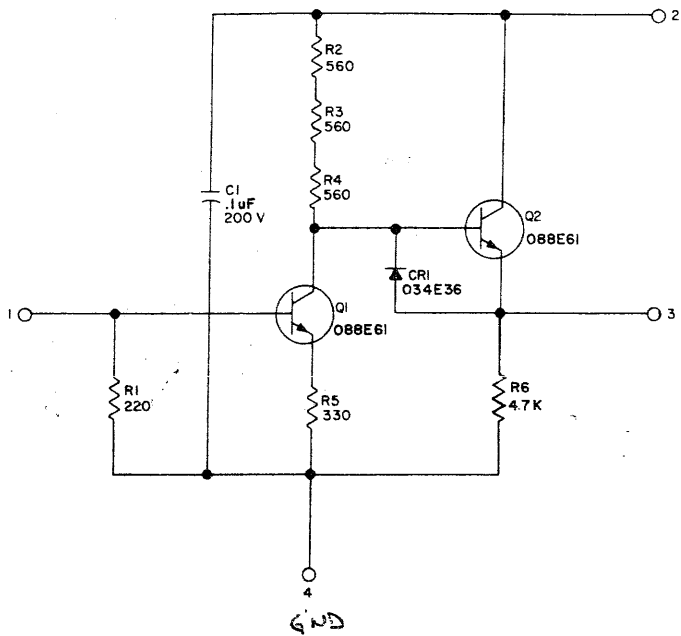 2
R2
560
R3
560
R4
560
C1
.1uF
200 V
Q2
088E61
CR1
034E36
1
Q1
088E61
3
R1
220
R5
330
R6
4.7K
4
GND